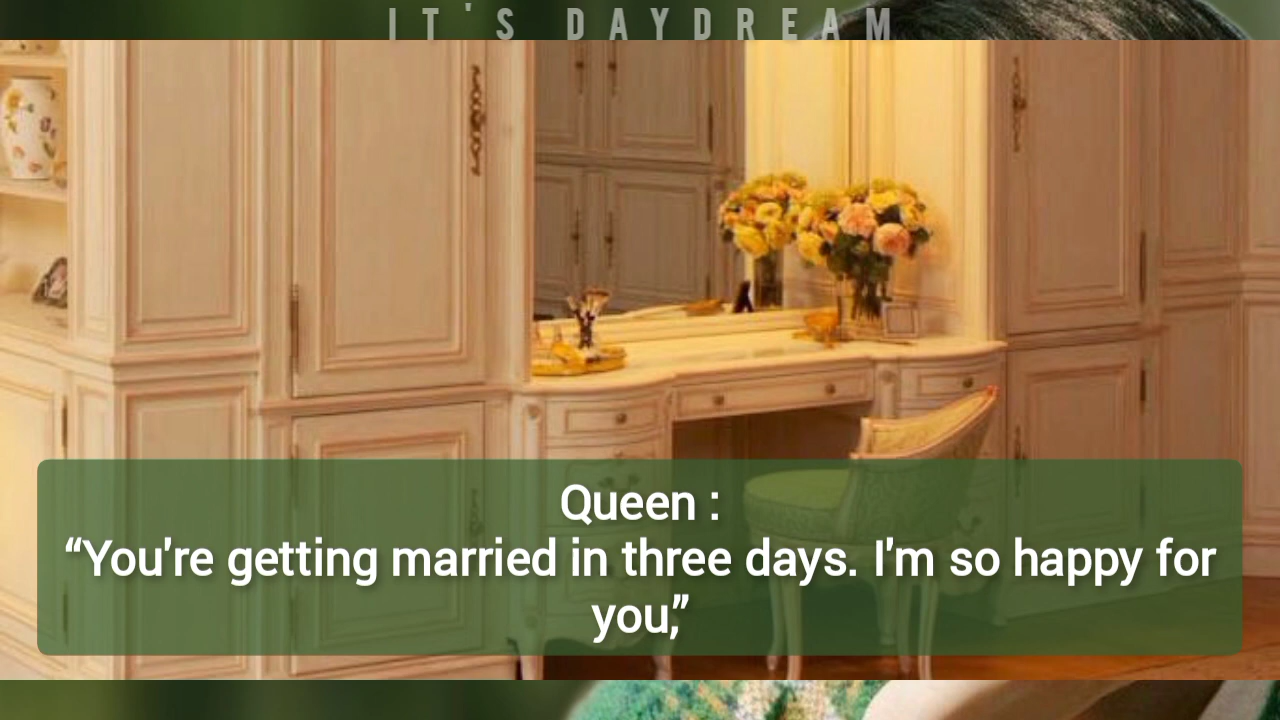 IT'S DAYDREAM
Queen :
“You're getting married in three days. I'm so happy for
you,”